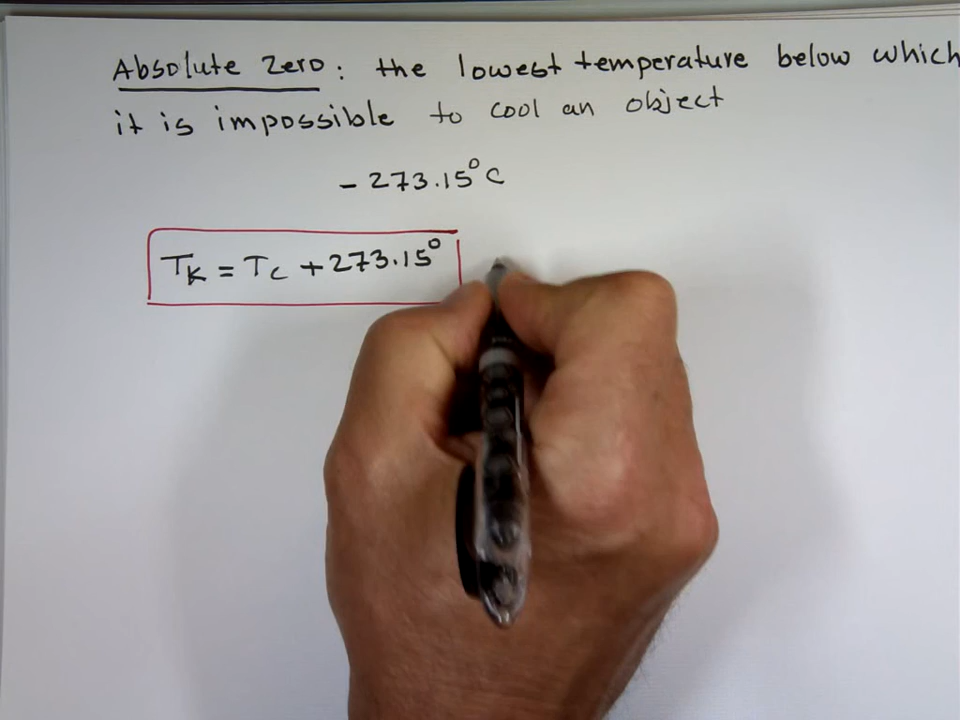 Absolute Zero: the lowest temperature below which
it is impossible to cool an object
- 273.15°C
TK = TC + 273.15°